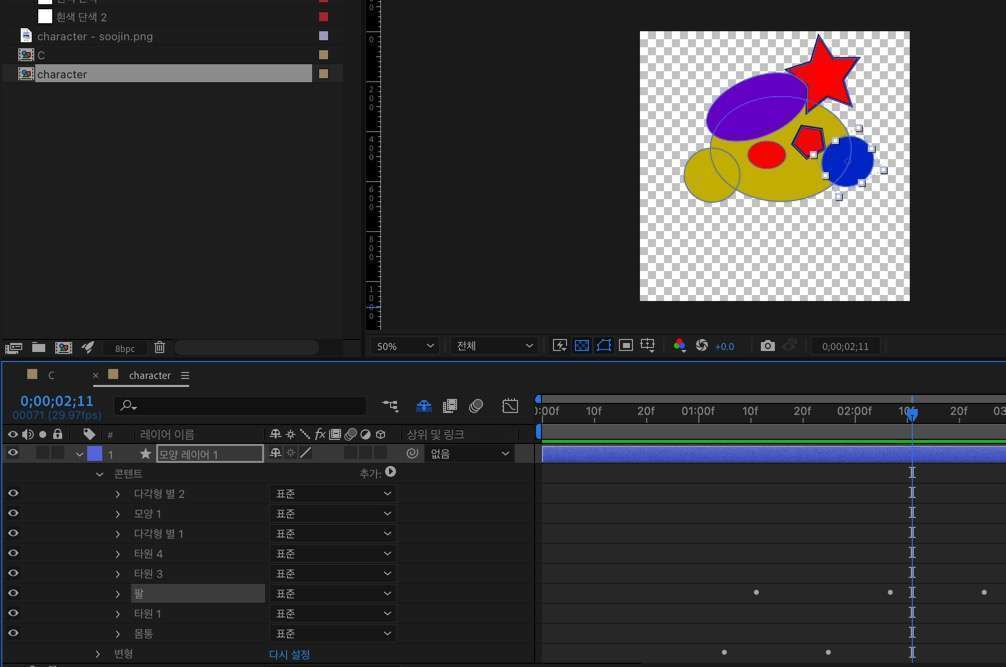 흰색 단색 2
character - soojin.png
C
character
8bpc
50%
전체
+0.0
0;00;02;11
C
× character
0;00;02;11
00071 (29.97fps)
:00f 10f 20f 01:00f 10f 20f 02:00f 10f 20f
# 레이어 이름 fx 상위 및 링크
1 모양 레이어 1 없음
콘텐트 추가:
다각형 별 2 표준
모양 1 표준
다각형 별 1 표준
타원 4 표준
타원 3 표준
팔 표준
타원 1 표준
몸통 표준
변형 다시 설정